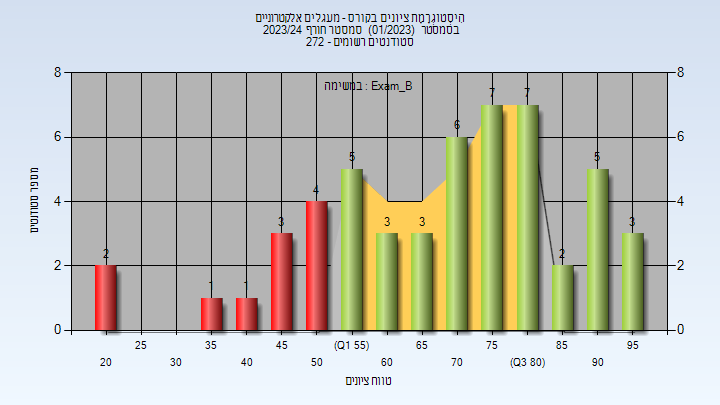 הִיסְטוֹגְרַמַת ציונים בקורס - מעגלים אלקטרוניים
בסמסטר (01/2023) סמסטר חורף 2023/24
סטודנטים רשומים - 272
במשימה : Exam_B
8 8
7 7
6
6 6
5 5
4
4 4
3 3 3 3
2 2
2 2
1 1
0 0
מספר סטודנטים
25 35 45 (Q1 55) 65 75 85 95
20 30 40 50 60 70 (Q3 80) 90
טווח ציונים